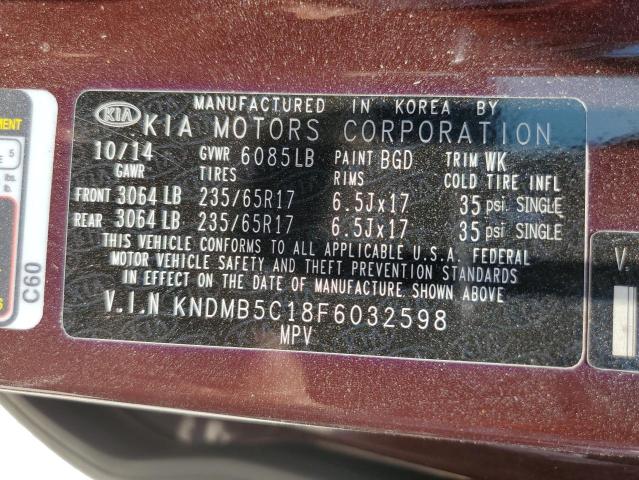 MANUFACTURED IN KOREA BY
KIA KIA MOTORS CORPORATION
10/14 GVWR 6085LB PAINT BGD TRIM WK
GAWR TIRES RIMS COLD TIRE INFL
FRONT 3064 LB 235/65R17 6.5Jx17 35 psi. SINGLE
REAR 3064 LB 235/65R17 6.5Jx17 35 psi. SINGLE
THIS VEHICLE CONFORMS TO ALL APPLICABLE U.S.A. FEDERAL
MOTOR VEHICLE SAFETY AND THEFT PREVENTION STANDARDS
IN EFFECT ON THE DATE OF MANUFACTURE SHOWN ABOVE
V.I.N KNDMB5C18F6032598
MPV
C60
5
lbs.
lb.
V.